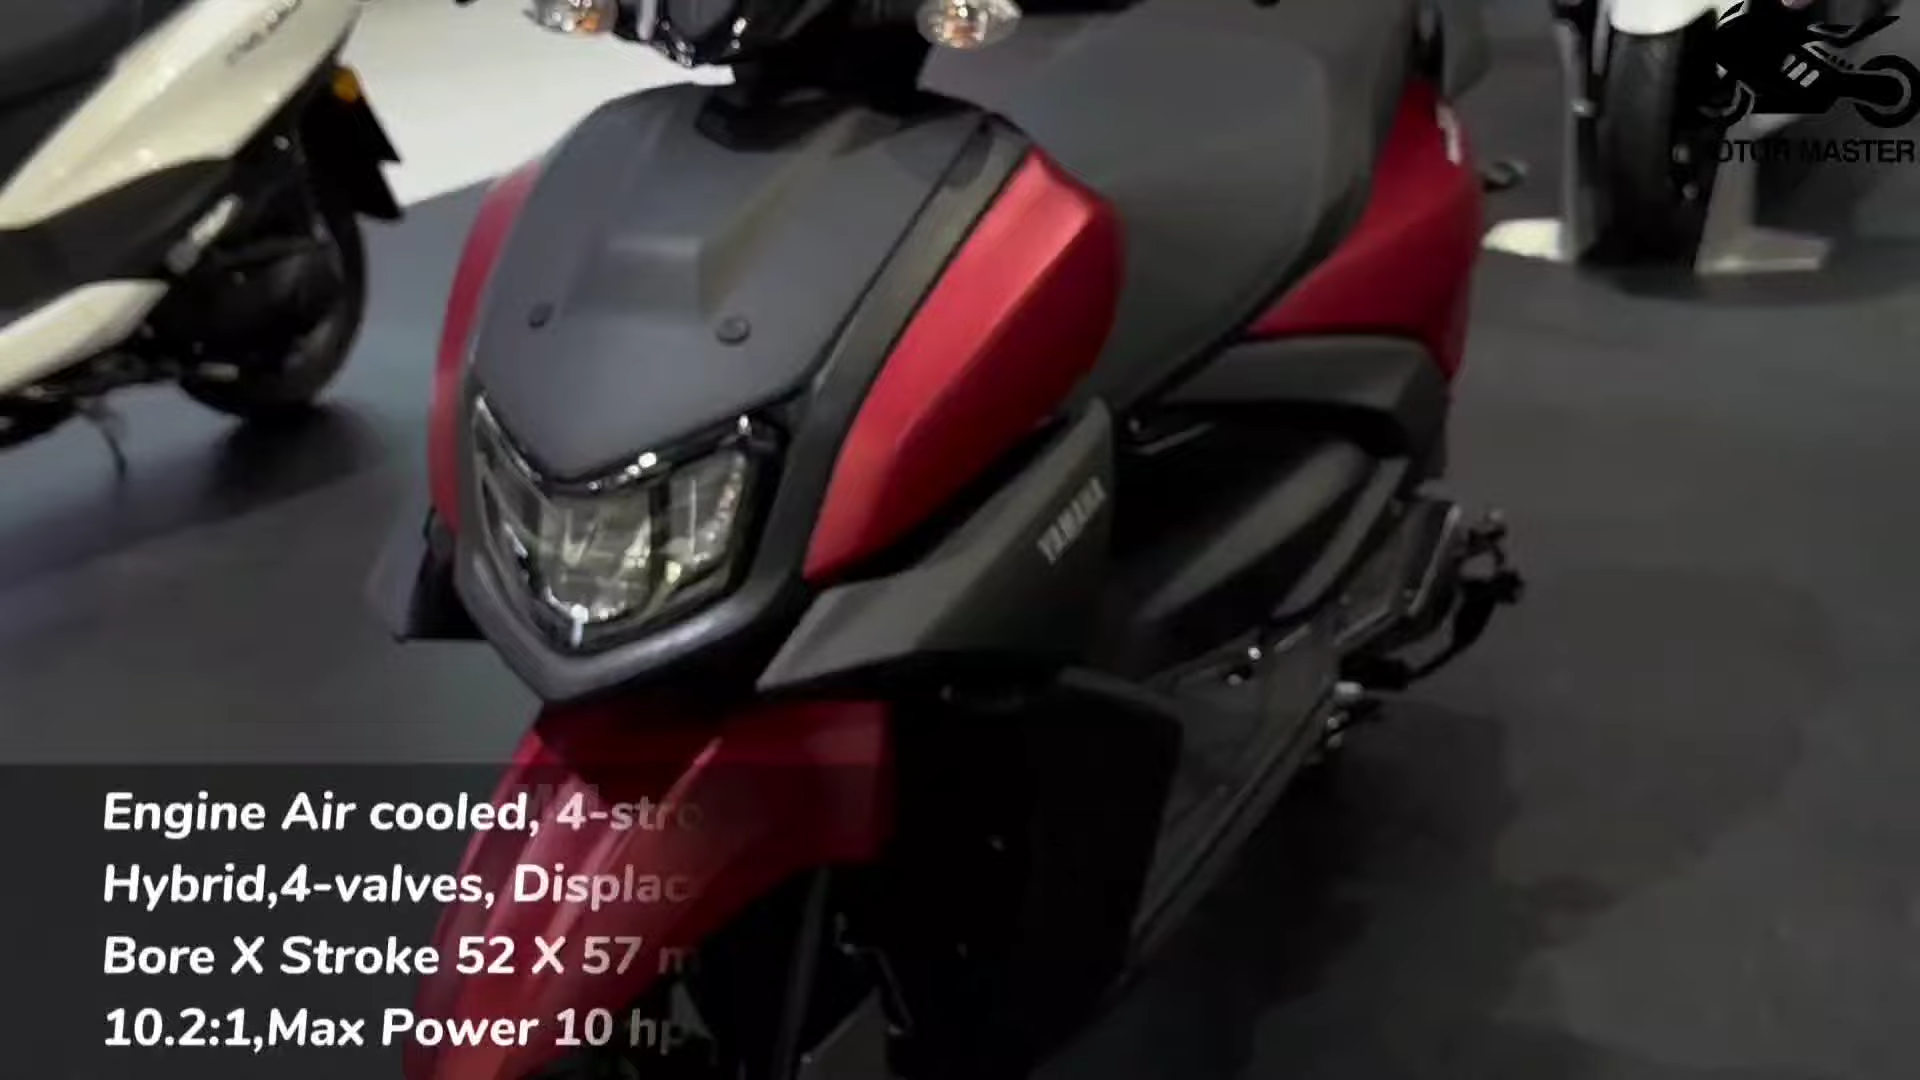 MOTOR MASTER
YAMAHA
Engine Air cooled, 4-stro
Hybrid,4-valves, Displac
Bore X Stroke 52 X 57 m
10.2:1,Max Power 10 hp